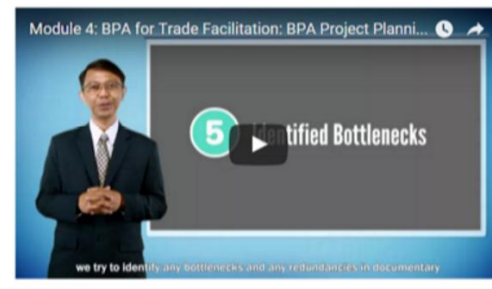 Module 4: BPA for Trade Facilitation: BPA Project Planni...
5 Identified Bottlenecks
we try to identify any bottlenecks and any redundancies in documentary